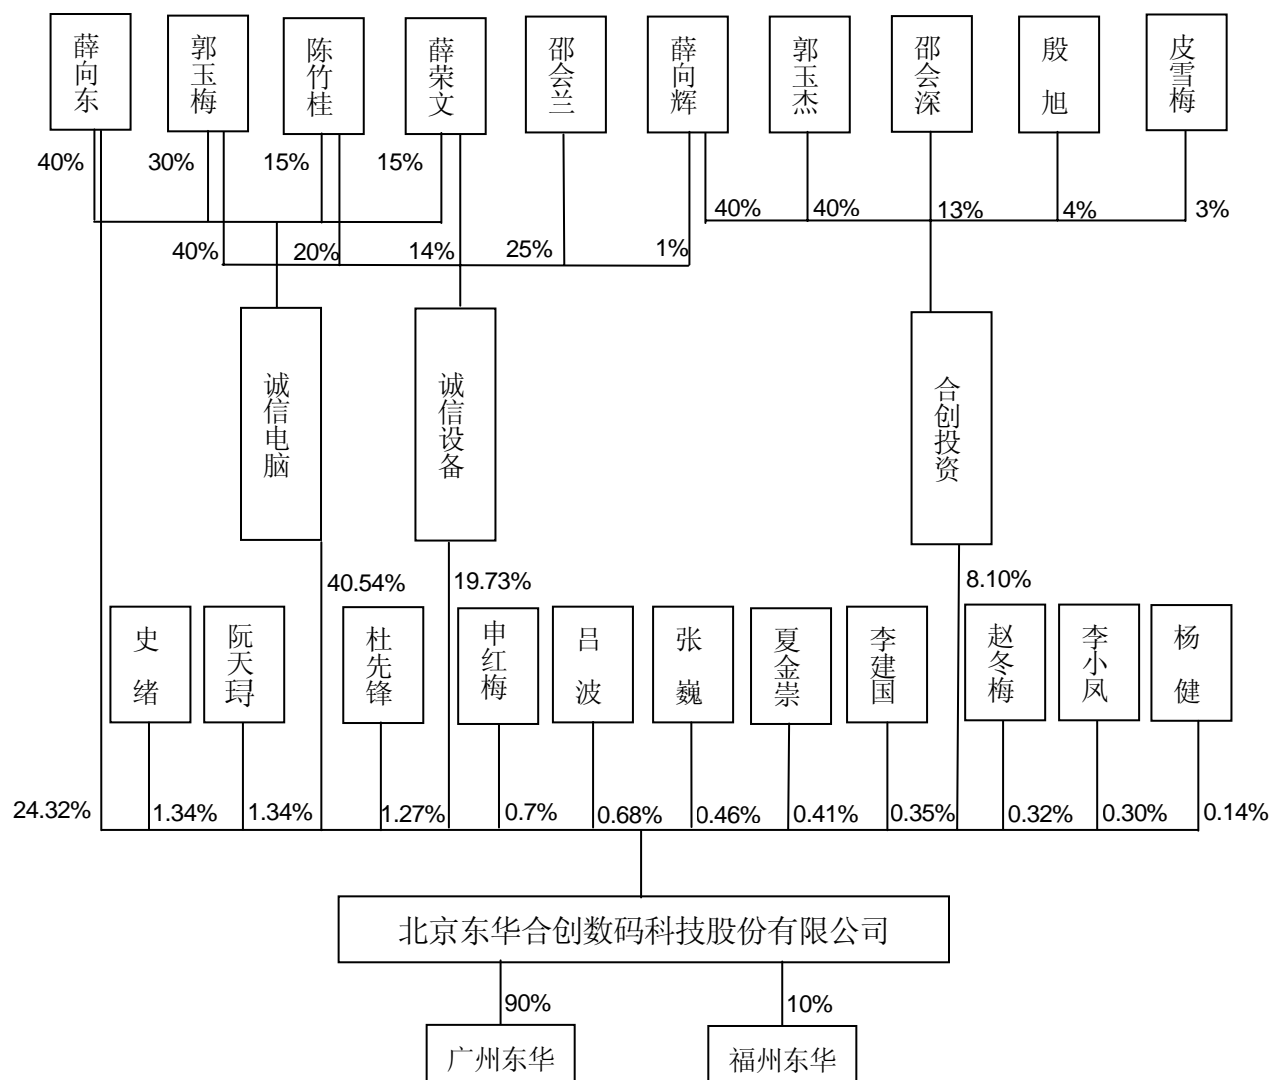 薛向东
郭玉梅
陈竹桂
薛荣文
邵会兰
薛向辉
郭玉杰
邵会深
殷旭
皮雪梅
40%
30%
15%
15%
40%
40%
13%
4%
3%
40%
20%
14%
25%
1%
诚信电脑
诚信设备
合创投资
40.54%
19.73%
8.10%
史绪
阮天㻌
杜先锋
申红梅
吕波
张巍
夏金崇
李建国
赵冬梅
李小凤
杨健
24.32%
1.34%
1.34%
1.27%
0.7%
0.68%
0.46%
0.41%
0.35%
0.32%
0.30%
0.14%
北京东华合创数码科技股份有限公司
90%
10%
广州东华
福州东华